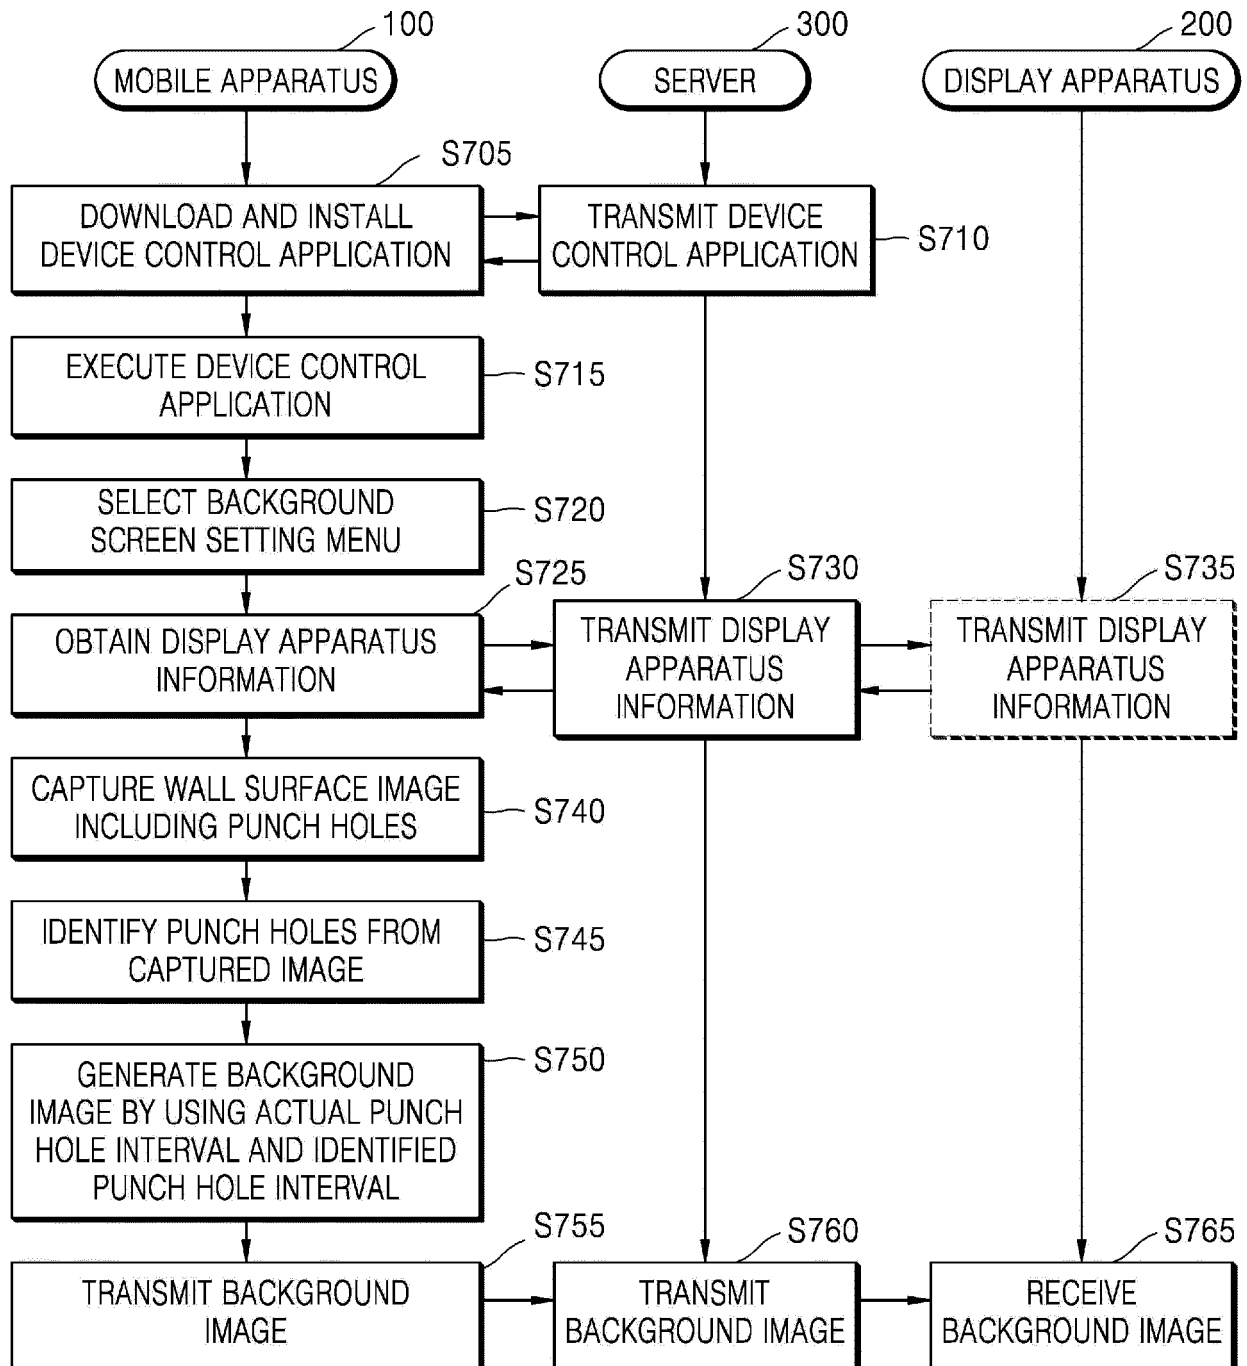 100
300
200
MOBILE APPARATUS
SERVER
DISPLAY APPARATUS
S705
DOWNLOAD AND INSTALL
DEVICE CONTROL APPLICATION
TRANSMIT DEVICE
CONTROL APPLICATION
S710
EXECUTE DEVICE CONTROL
APPLICATION
S715
SELECT BACKGROUND
SCREEN SETTING MENU
S720
S725
S730
S735
OBTAIN DISPLAY APPARATUS
INFORMATION
TRANSMIT DISPLAY
APPARATUS
INFORMATION
TRANSMIT DISPLAY
APPARATUS
INFORMATION
CAPTURE WALL SURFACE IMAGE
INCLUDING PUNCH HOLES
S740
IDENTIFY PUNCH HOLES FROM
CAPTURED IMAGE
S745
GENERATE BACKGROUND
IMAGE BY USING ACTUAL PUNCH
HOLE INTERVAL AND IDENTIFIED
PUNCH HOLE INTERVAL
S750
S755
S760
S765
TRANSMIT BACKGROUND
IMAGE
TRANSMIT
BACKGROUND IMAGE
RECEIVE
BACKGROUND IMAGE